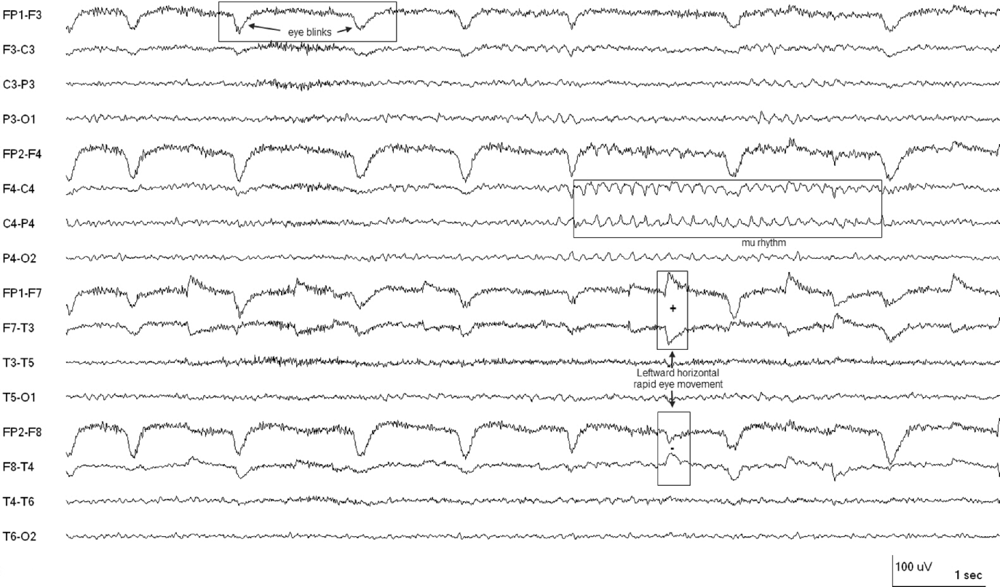 FP1-F3
eye blinks
F3-C3
C3-P3
P3-O1
FP2-F4
F4-C4
C4-P4
mu rhythm
P4-O2
FP1-F7
+
F7-T3
T3-T5
Leftward horizontal
rapid eye movement
T5-O1
FP2-F8
-
F8-T4
T4-T6
T6-O2
100 uV
1 sec